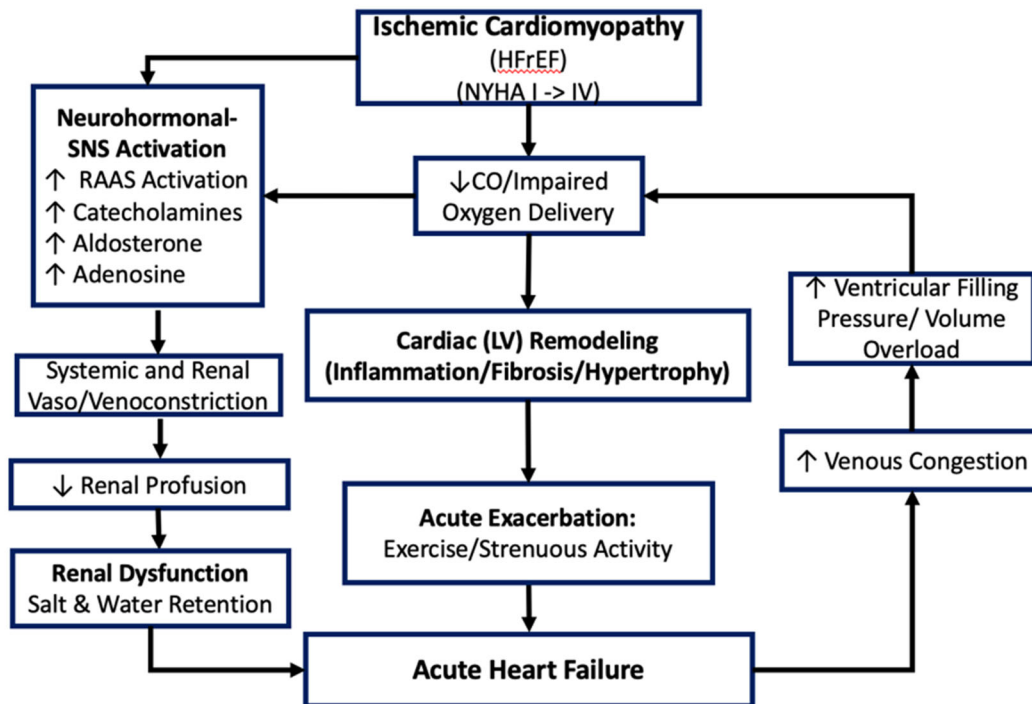 Ischemic Cardiomyopathy
(HFrEF)
(NYHA I -> IV)
Neurohormonal-
SNS Activation
↑ RAAS Activation
↑ Catecholamines
↑ Aldosterone
↑ Adenosine
↓CO/Impaired
Oxygen Delivery
↑ Ventricular Filling
Pressure/ Volume
Overload
Cardiac (LV) Remodeling
(Inflammation/Fibrosis/Hypertrophy)
Systemic and Renal
Vaso/Venoconstriction
↑ Venous Congestion
↓ Renal Profusion
Acute Exacerbation:
Exercise/Strenuous Activity
Renal Dysfunction
Salt & Water Retention
Acute Heart Failure